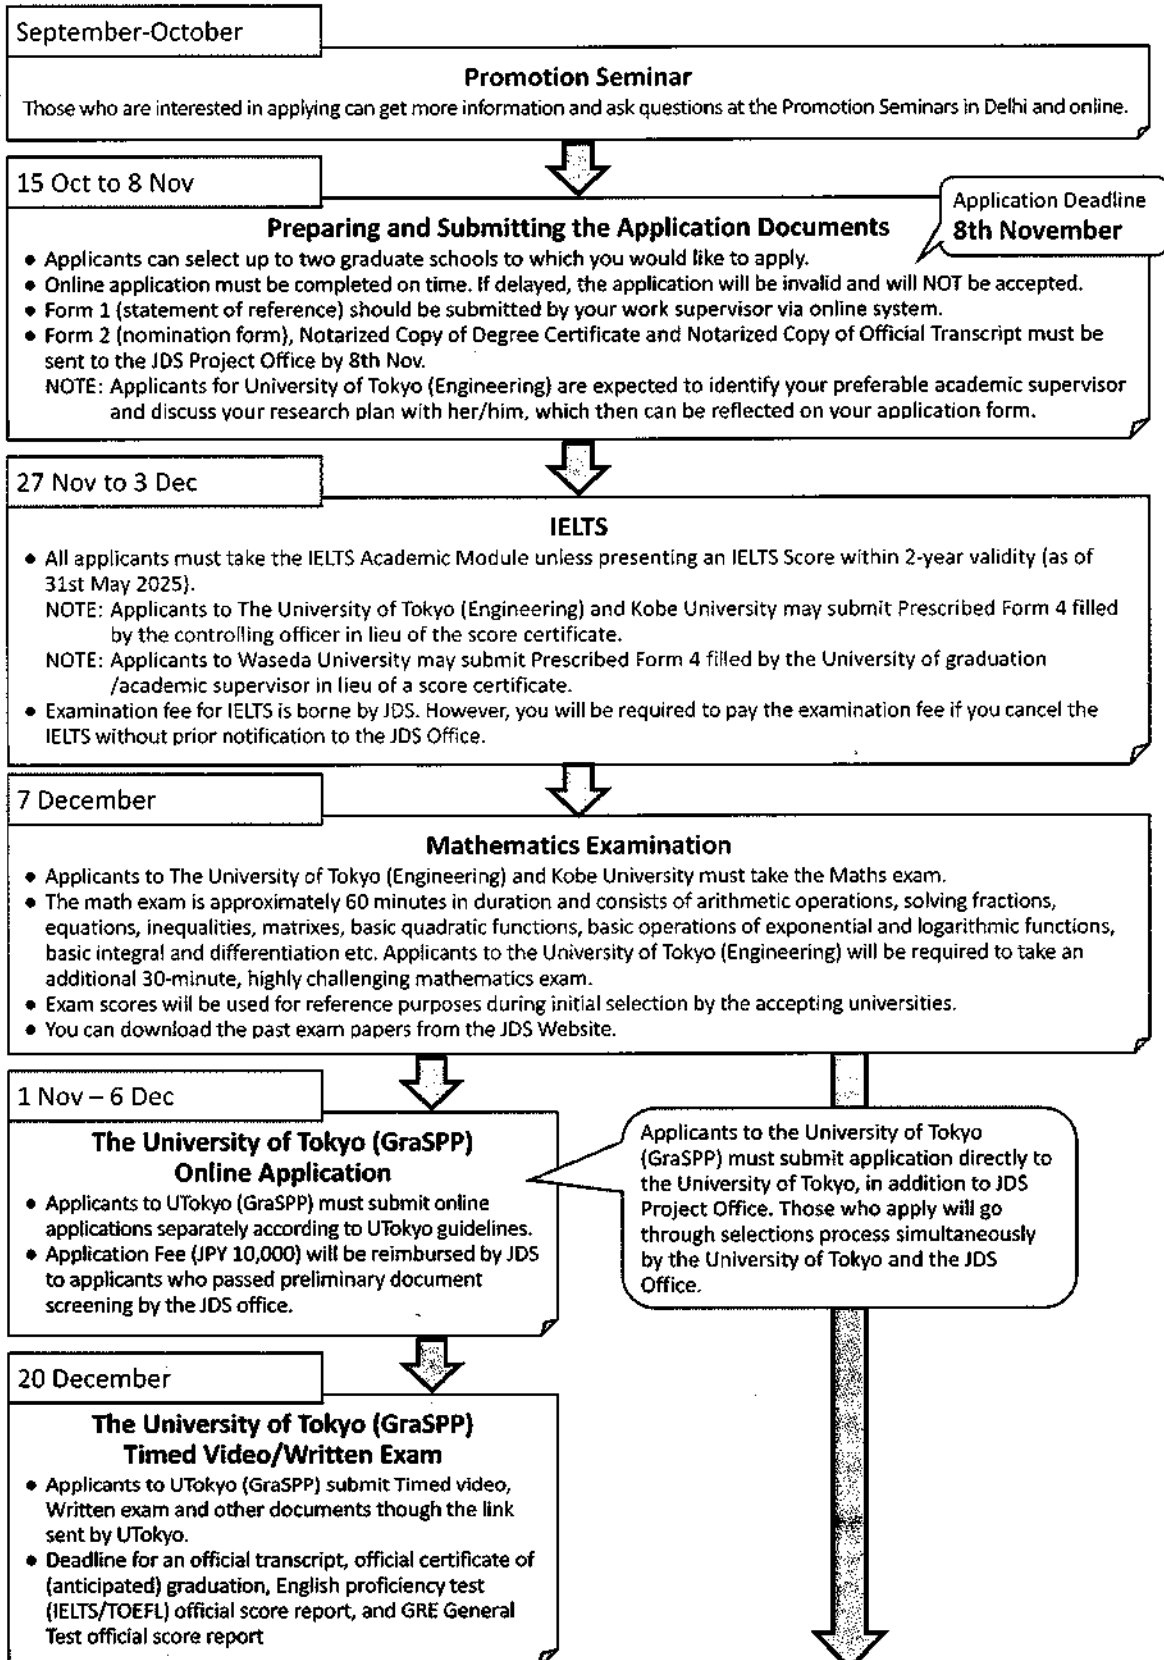 September-October
Promotion Seminar
Those who are interested in applying can get more information and ask questions at the Promotion Seminars in Delhi and online.
15 Oct to 8 Nov
Application Deadline
8th November
Preparing and Submitting the Application Documents
• Applicants can select up to two graduate schools to which you would like to apply.
• Online application must be completed on time. If delayed, the application will be invalid and will NOT be accepted.
• Form 1 (statement of reference) should be submitted by your work supervisor via online system.
• Form 2 (nomination form), Notarized Copy of Degree Certificate and Notarized Copy of Official Transcript must be
sent to the JDS Project Office by 8th Nov.
NOTE: Applicants for University of Tokyo (Engineering) are expected to identify your preferable academic supervisor
and discuss your research plan with her/him, which then can be reflected on your application form.
27 Nov to 3 Dec
IELTS
• All applicants must take the IELTS Academic Module unless presenting an IELTS Score within 2-year validity (as of
31st May 2025).
NOTE: Applicants to The University of Tokyo (Engineering) and Kobe University may submit Prescribed Form 4 filled
by the controlling officer in lieu of the score certificate.
NOTE: Applicants to Waseda University may submit Prescribed Form 4 filled by the University of graduation
/academic supervisor in lieu of a score certificate.
• Examination fee for IELTS is borne by JDS. However, you will be required to pay the examination fee if you cancel the
IELTS without prior notification to the JDS Office.
7 December
Mathematics Examination
• Applicants to The University of Tokyo (Engineering) and Kobe University must take the Maths exam.
• The math exam is approximately 60 minutes in duration and consists of arithmetic operations, solving fractions,
equations, inequalities, matrixes, basic quadratic functions, basic operations of exponential and logarithmic functions,
basic integral and differentiation etc. Applicants to the University of Tokyo (Engineering) will be required to take an
additional 30-minute, highly challenging mathematics exam.
• Exam scores will be used for reference purposes during initial selection by the accepting universities.
• You can download the past exam papers from the JDS Website.
1 Nov – 6 Dec
The University of Tokyo (GraSPP)
Online Application
• Applicants to UTokyo (GraSPP) must submit online
applications separately according to UTokyo guidelines.
• Application Fee (JPY 10,000) will be reimbursed by JDS
to applicants who passed preliminary document
screening by the JDS office.
Applicants to the University of Tokyo
(GraSPP) must submit application directly to
the University of Tokyo, in addition to JDS
Project Office. Those who apply will go
through selections process simultaneously
by the University of Tokyo and the JDS
Office.
20 December
The University of Tokyo (GraSPP)
Timed Video/Written Exam
• Applicants to UTokyo (GraSPP) submit Timed video,
Written exam and other documents though the link
sent by UTokyo.
• Deadline for an official transcript, official certificate of
(anticipated) graduation, English proficiency test
(IELTS/TOEFL) official score report, and GRE General
Test official score report